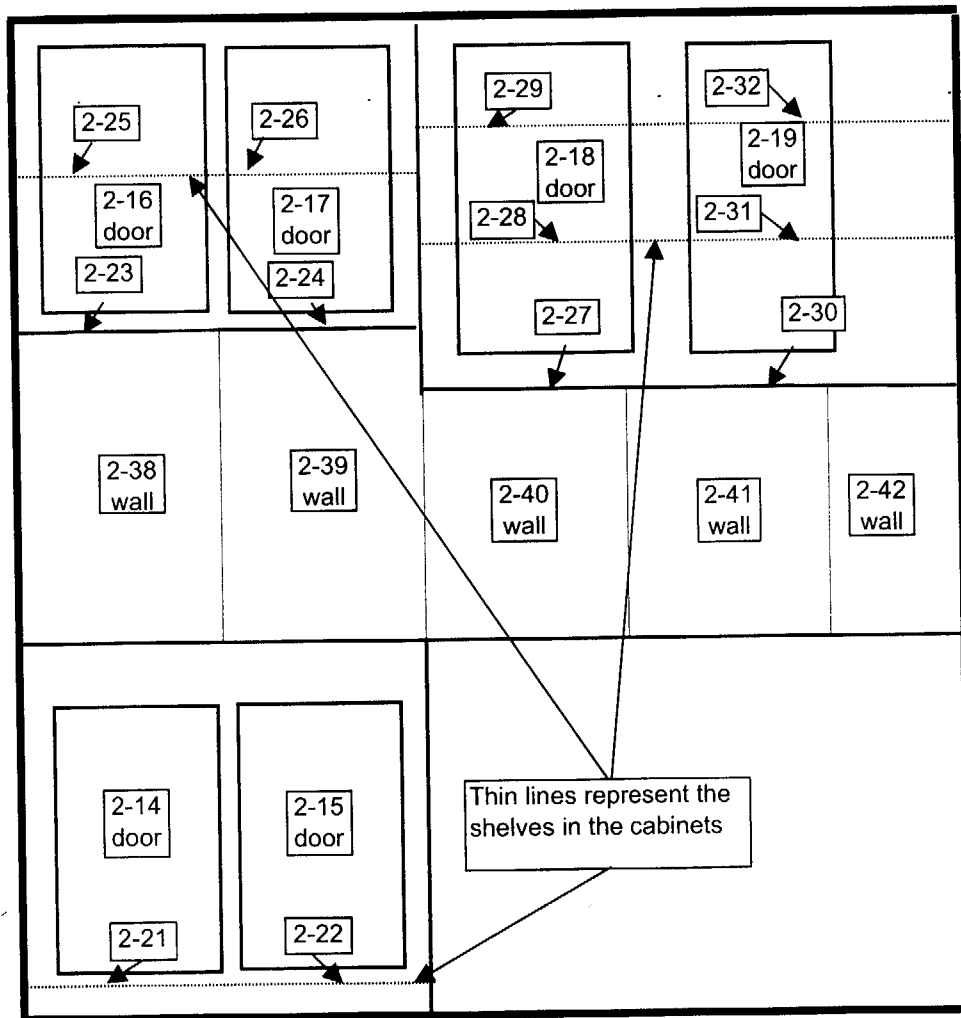 2-25
2-26
2-29
2-32
2-16
door
2-17
door
2-18
door
2-19
door
2-28
2-31
2-23
2-24
2-27
2-30
2-38
wall
2-39
wall
2-40
wall
2-41
wall
2-42
wall
2-14
door
2-15
door
Thin lines represent the
shelves in the cabinets
2-21
2-22